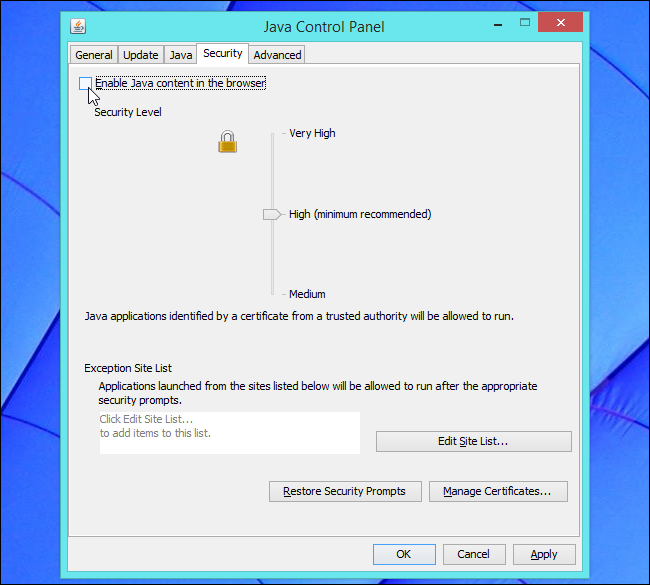 Java Control Panel
General Update Java Security Advanced
Enable Java content in the browser
Security Level
Very High
High (minimum recommended)
Medium
Java applications identified by a certificate from a trusted authority will be allowed to run.
Exception Site List
Applications launched from the sites listed below will be allowed to run after the appropriate
security prompts.
Click Edit Site List...
to add items to this list.
Edit Site List...
Restore Security Prompts Manage Certificates...
OK Cancel Apply